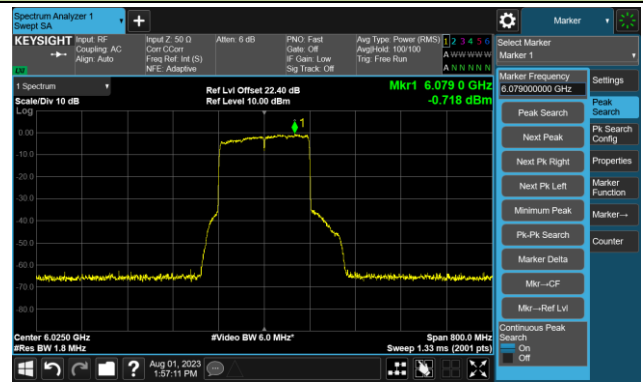 Spectrum Analyzer 1
Swept SA
+
Marker
KEYSIGHT
Input: RF
Coupling: AC
Align: Auto
Input Z: 50 Ω
Corr CCorr
Freq Ref: Int (S)
NFE: Adaptive
Atten: 6 dB
PNO: Fast
Gate: Off
IF Gain: Low
Sig Track: Off
Avg Type: Power (RMS)
Avg|Hold: 100/100
Trig: Free Run
1 2 3 4 5 6
A W W W W W
A N N N N N
LXI
Select Marker
Marker 1
1 Spectrum
Scale/Div 10 dB
Log
Ref Lvl Offset 22.40 dB
Ref Level 10.00 dBm
Mkr1 6.079 0 GHz
-0.718 dBm
1
0.00
-10.0
-20.0
-30.0
-40.0
-50.0
-60.0
-70.0
-80.0
Center 6.0250 GHz
#Res BW 1.8 MHz
#Video BW 6.0 MHz*
Span 800.0 MHz
Sweep 1.33 ms (2001 pts)
Marker Frequency
6.079000000 GHz
Peak Search
Next Peak
Next Pk Right
Next Pk Left
Minimum Peak
Pk-Pk Search
Marker Delta
Mkr→CF
Mkr→Ref Lvl
Continuous Peak
Search
On
Off
Settings
Peak
Search
Pk Search
Config
Properties
Marker
Function
Marker→
Counter
?
Aug 01, 2023
1:57:11 PM